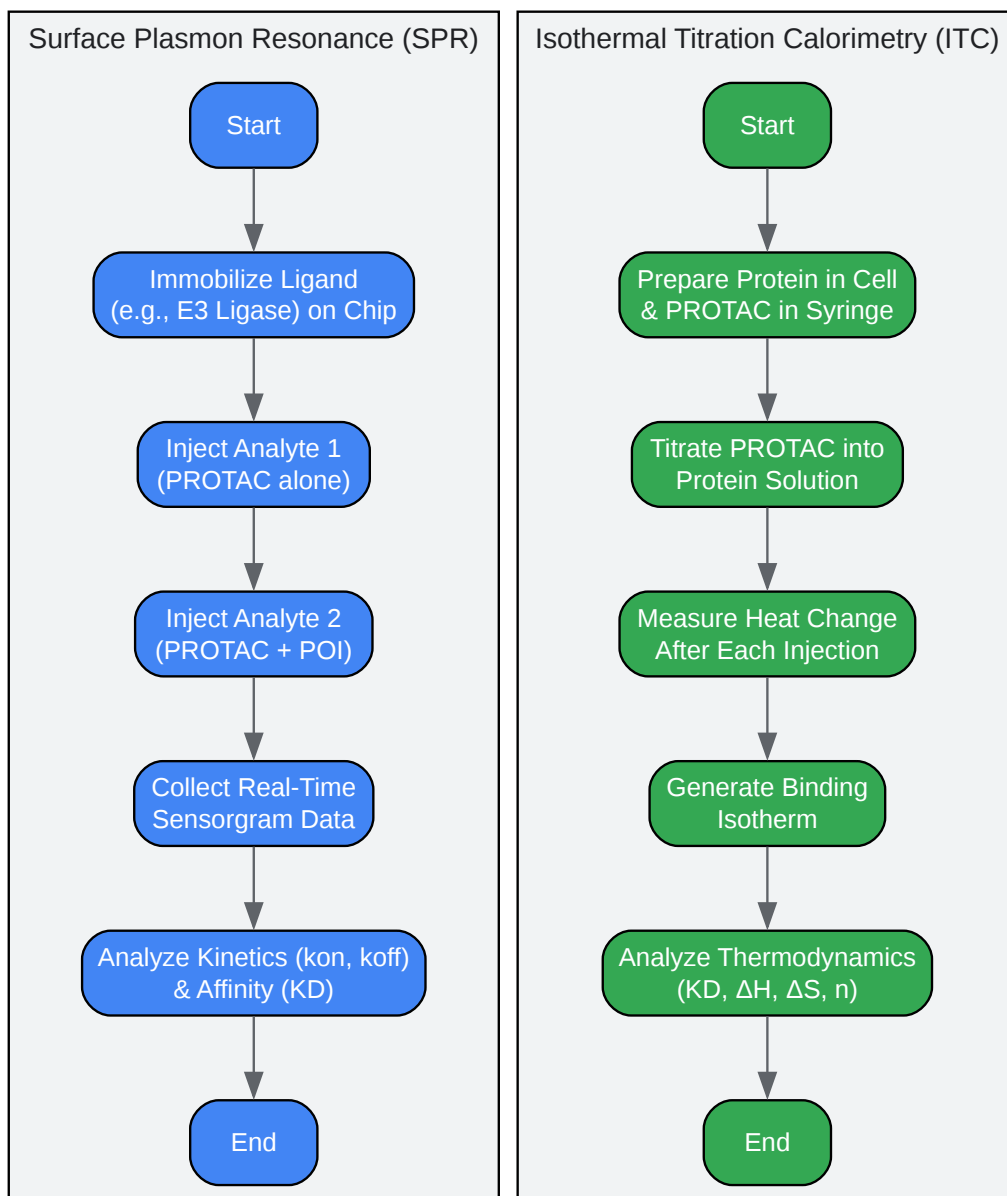 Surface Plasmon Resonance (SPR)
Start
Immobilize Ligand
(e.g., E3 Ligase) on Chip
Inject Analyte 1
(PROTAC alone)
Inject Analyte 2
(PROTAC + POI)
Collect Real-Time
Sensorgram Data
Analyze Kinetics (kon, koff)
& Affinity (KD)
End
Isothermal Titration Calorimetry (ITC)
Start
Prepare Protein in Cell
& PROTAC in Syringe
Titrate PROTAC into
Protein Solution
Measure Heat Change
After Each Injection
Generate Binding
Isotherm
Analyze Thermodynamics
(KD, ΔH, ΔS, n)
End